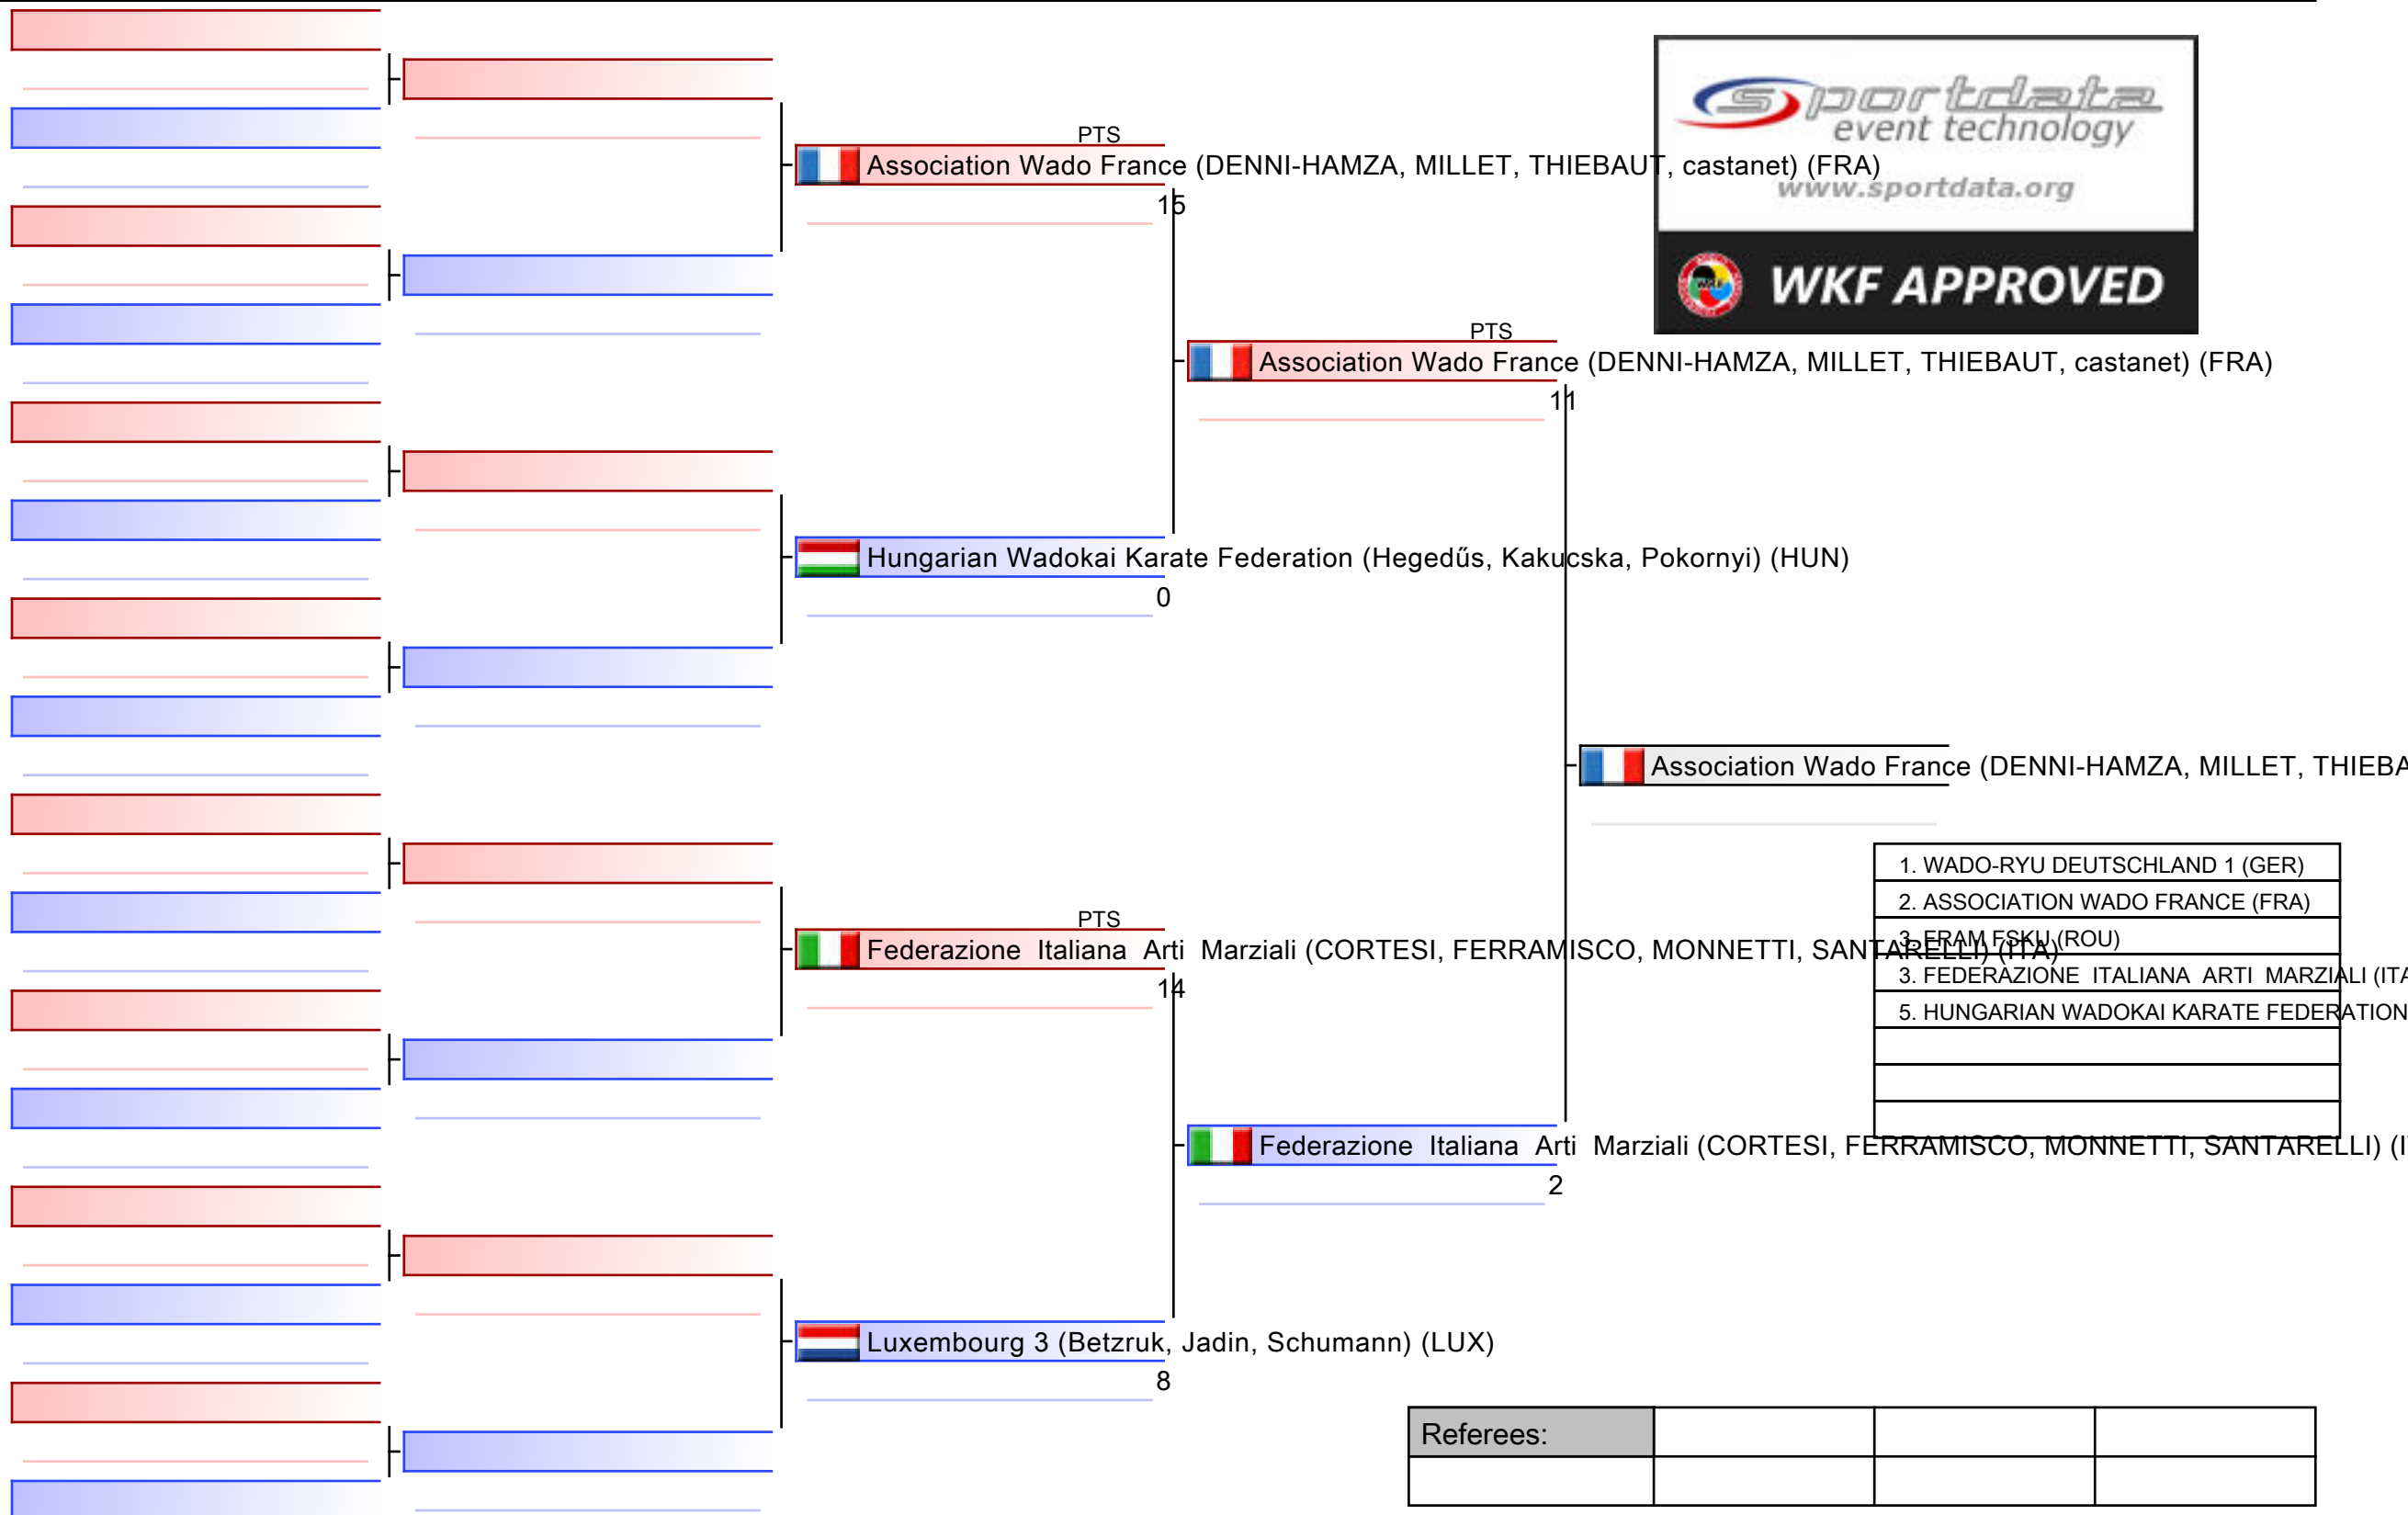 sportdata
event technology
www.sportdata.org
WKF APPROVED
PTS
Association Wado France (DENNI-HAMZA, MILLET, THIEBAUT, castanet) (FRA)
15
PTS
Association Wado France (DENNI-HAMZA, MILLET, THIEBAUT, castanet) (FRA)
11
Hungarian Wadokai Karate Federation (Hegedűs, Kakucska, Pokornyi) (HUN)
0
Association Wado France (DENNI-HAMZA, MILLET, THIEBA
1. WADO-RYU DEUTSCHLAND 1 (GER)
2. ASSOCIATION WADO FRANCE (FRA)
3. FRAM FSKU (ROU)
3. FEDERAZIONE ITALIANA ARTI MARZIALI (ITA
5. HUNGARIAN WADOKAI KARATE FEDERATION
PTS
Federazione Italiana Arti Marziali (CORTESI, FERRAMISCO, MONNETTI, SANTARELLI) (ITA)
14
Federazione Italiana Arti Marziali (CORTESI, FERRAMISCO, MONNETTI, SANTARELLI) (I
2
Luxembourg 3 (Betzruk, Jadin, Schumann) (LUX)
8
Referees: